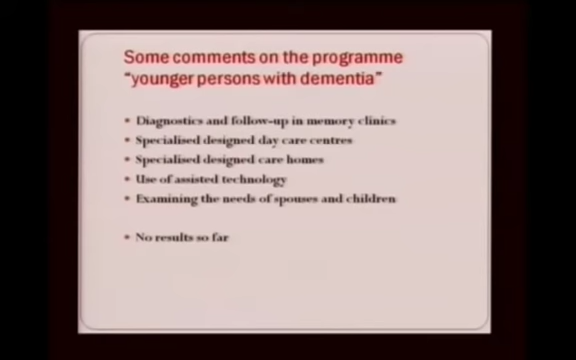 Some comments on the programme
“younger persons with dementia”
• Diagnostics and follow-up in memory clinics
• Specialised designed day care centres
• Specialised designed care homes
• Use of assisted technology
• Examining the needs of spouses and children
• No results so far